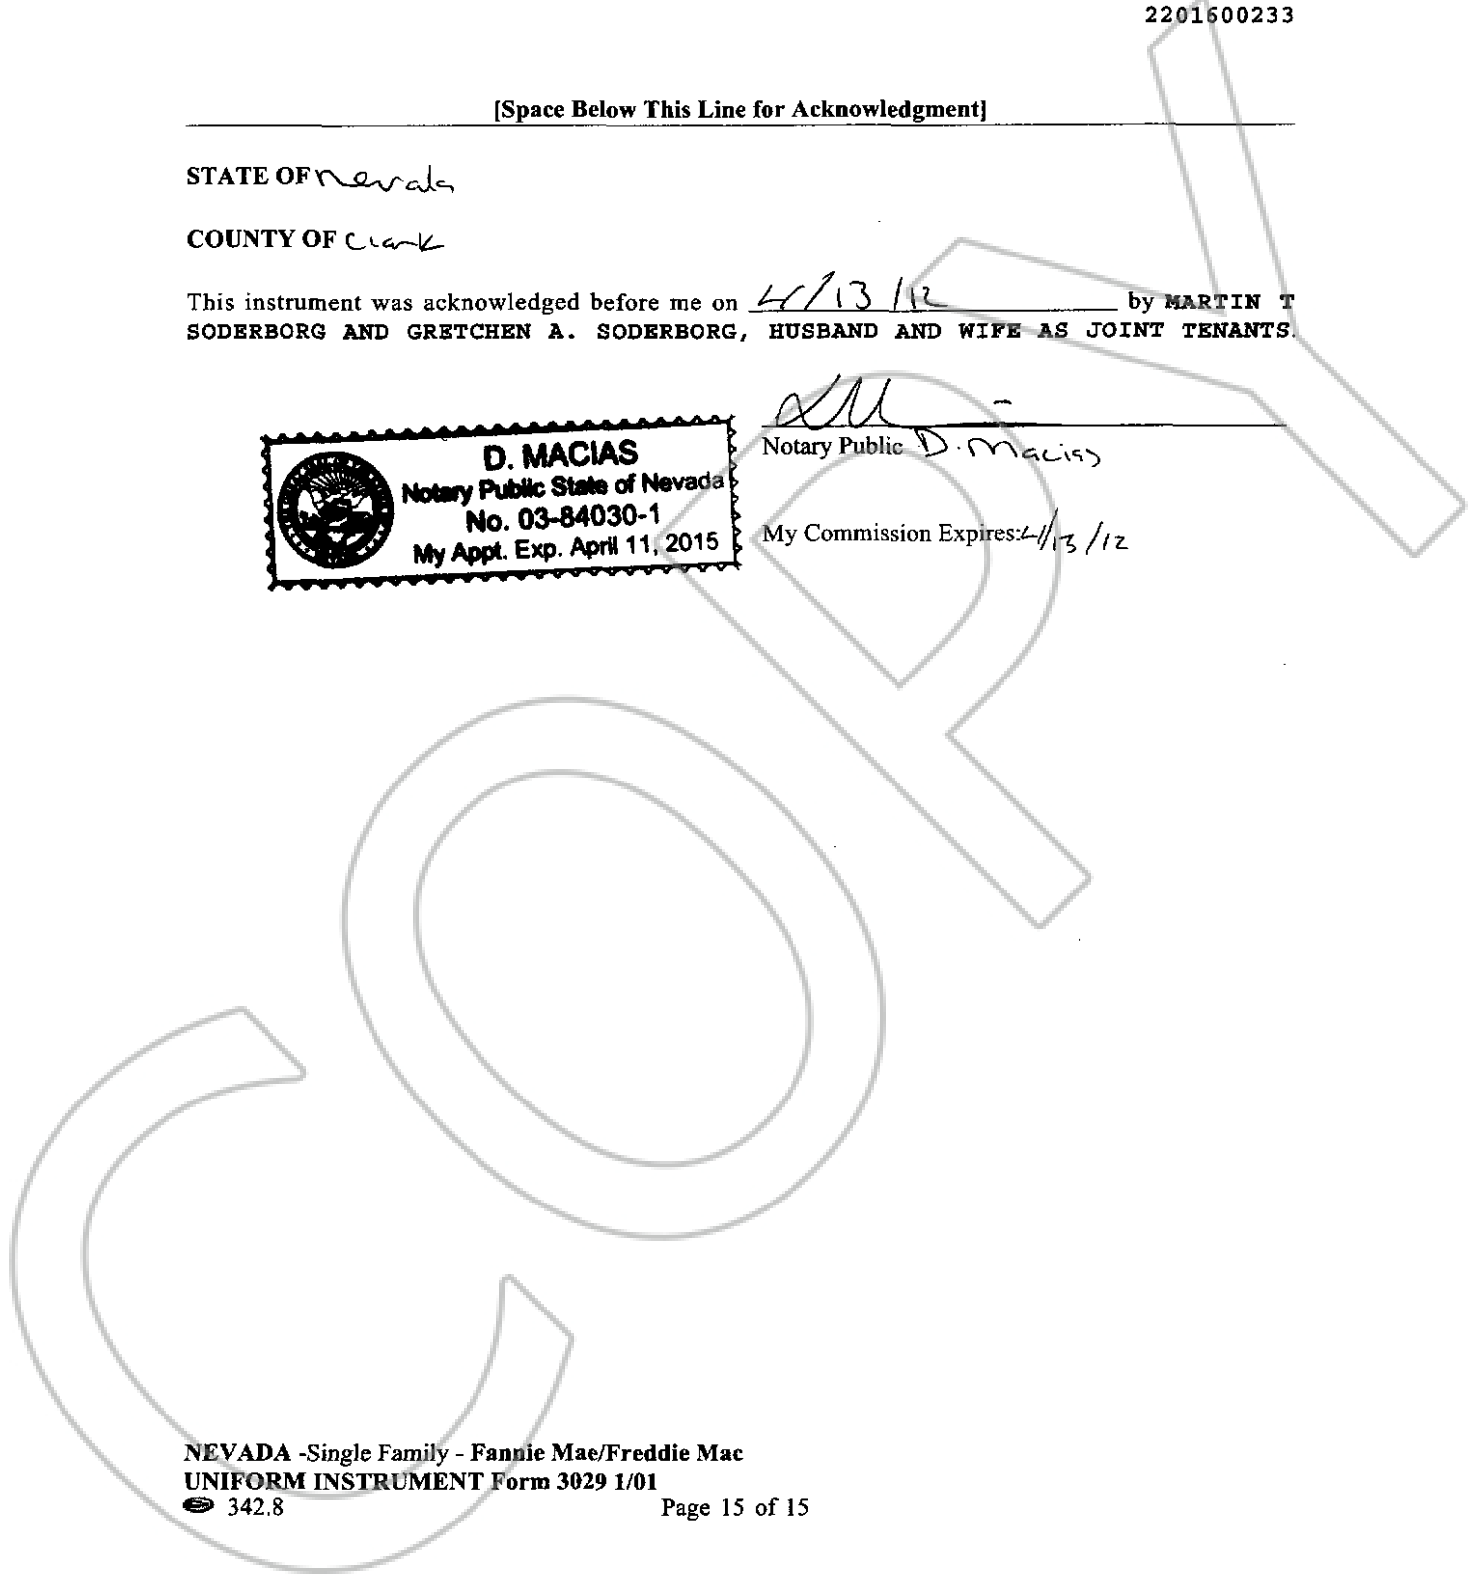 2201600233
[Space Below This Line for Acknowledgment]
STATE OF Nevada
COUNTY OF Clark
This instrument was acknowledged before me on 4/13/12 by MARTIN T
SODERBORG AND GRETCHEN A. SODERBORG, HUSBAND AND WIFE AS JOINT TENANTS.
D. MACIAS
Notary Public State of Nevada
No. 03-84030-1
My Appt. Exp. April 11, 2015
Notary Public D. Macias
My Commission Expires: 4/13/12
COPY
NEVADA -Single Family - Fannie Mae/Freddie Mac
UNIFORM INSTRUMENT Form 3029 1/01
342.8 Page 15 of 15